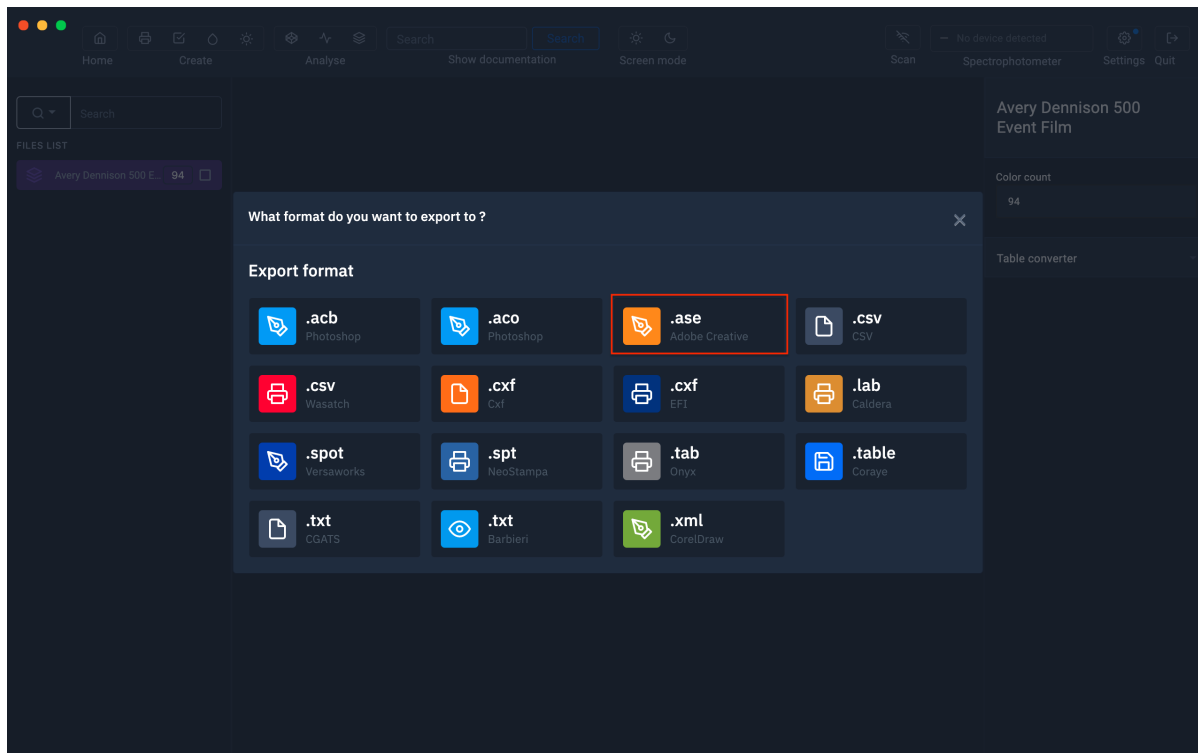 Search
Search
No device detected
Home
Create
Analyse
Show documentation
Screen mode
Scan
Spectrophotometer
Settings
Quit
Search
FILES LIST
Avery Dennison 500 E... 94
Avery Dennison 500
Event Film
Color count
94
Table converter
What format do you want to export to ?
Export format
.acb
Photoshop
.aco
Photoshop
.ase
Adobe Creative
.csv
CSV
.csv
Wasatch
.cxf
Cxf
.cxf
EFI
.lab
Caldera
.spot
Versaworks
.spt
NeoStampa
.tab
Onyx
.table
Coraye
.txt
CGATS
.txt
Barbieri
.xml
CorelDraw